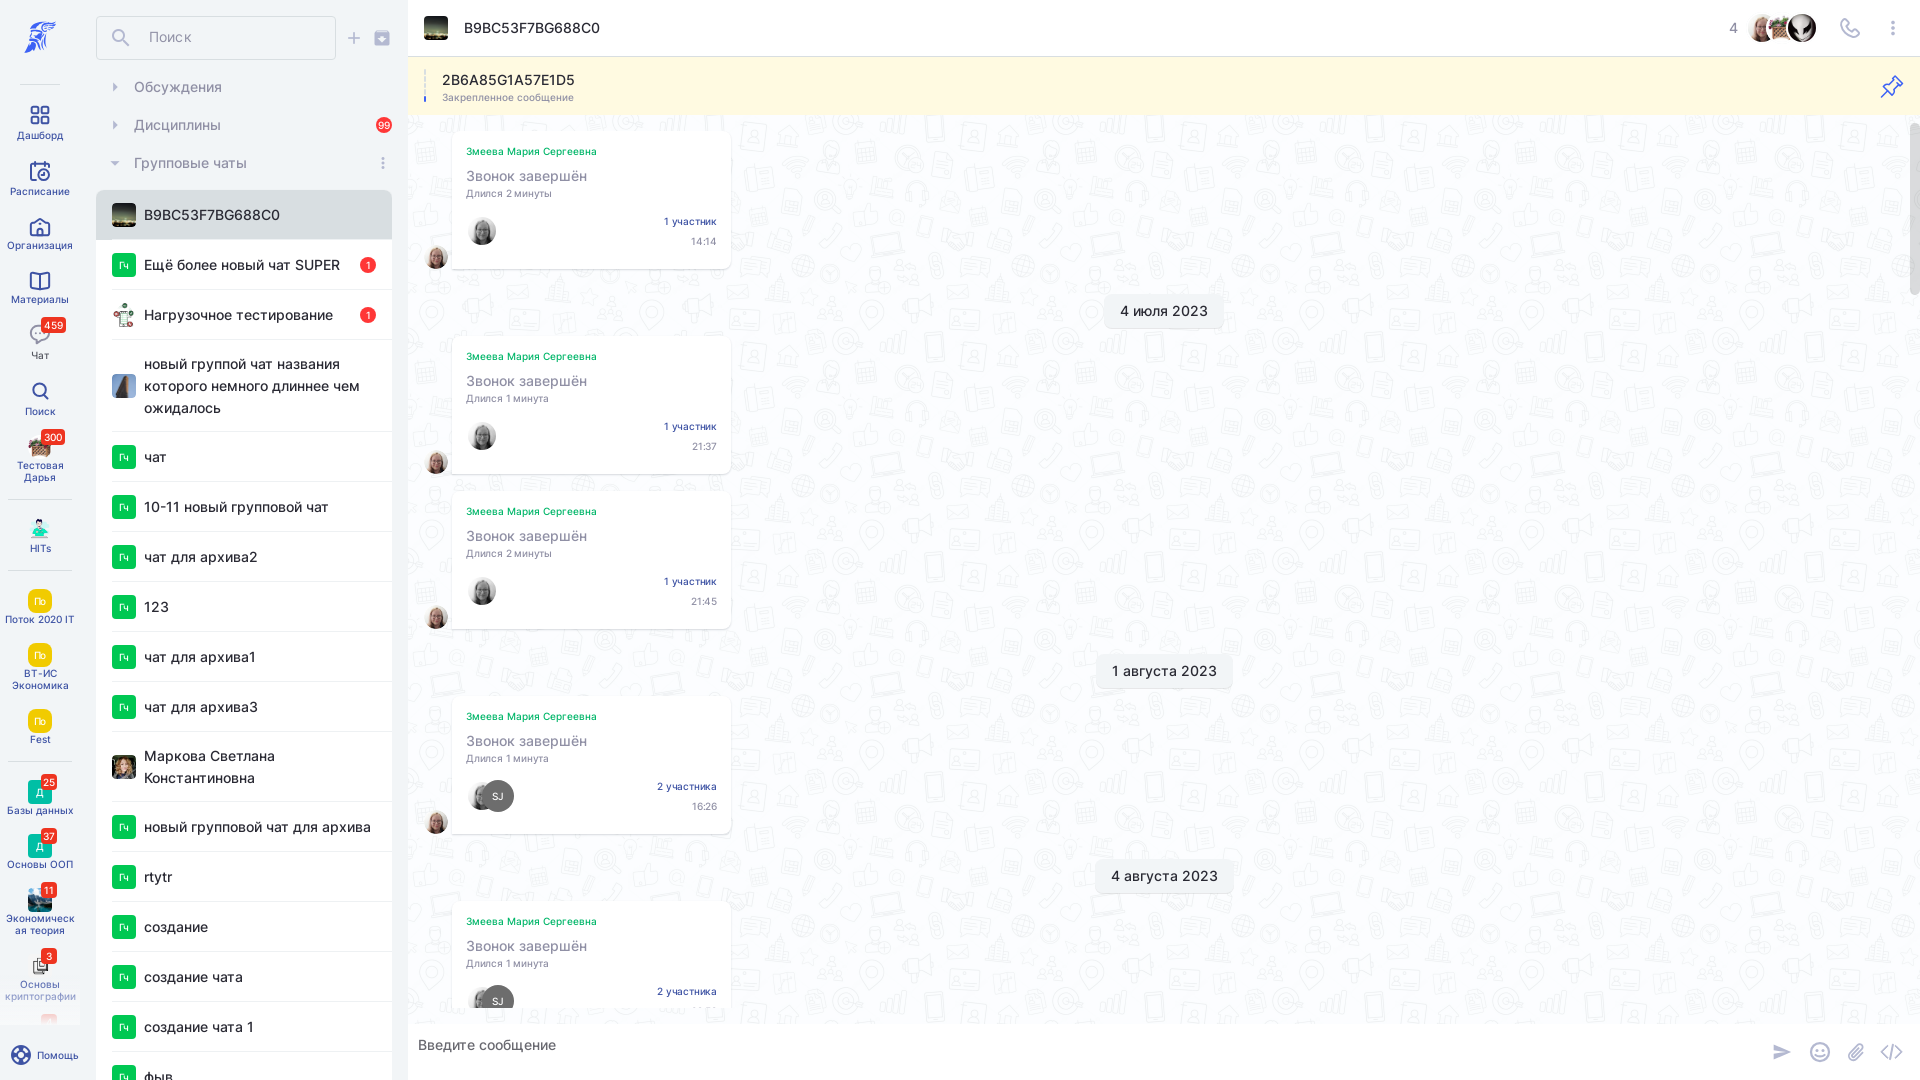 Дашборд
Расписание
Организация
Материалы
459
Чат
Поиск
300
Тестовая
Дарья
HITs
По
Поток 2020 IT
По
ВТ-ИС
Экономика
По
Fest
25
Д
Базы данных
37
Д
Основы ООП
11
Экономическ
ая теория
3
Основы
криптографии
Помощь
Поиск
Обсуждения
Дисциплины
99
Групповые чаты
B9BC53F7BG688C0
Гч
Ещё более новый чат SUPER
1
Нагрузочное тестирование
1
новый группой чат названия
которого немного длиннее чем
ожидалось
Гч
чат
Гч
10-11 новый групповой чат
Гч
чат для архива2
Гч
123
Гч
чат для архива1
Гч
чат для архива3
Маркова Светлана
Константиновна
Гч
новый групповой чат для архива
Гч
rtytr
Гч
создание
Гч
создание чата
Гч
создание чата 1
Гч
фыв
B9BC53F7BG688C0
4
2B6A85G1A57E1D5
Закрепленное сообщение
Змеева Мария Сергеевна
Звонок завершён
Длился 2 минуты
1 участник
14:14
4 июля 2023
Змеева Мария Сергеевна
Звонок завершён
Длился 1 минута
1 участник
21:37
Змеева Мария Сергеевна
Звонок завершён
Длился 2 минуты
1 участник
21:45
1 августа 2023
Змеева Мария Сергеевна
Звонок завершён
Длился 1 минута
SJ
2 участника
16:26
4 августа 2023
Змеева Мария Сергеевна
Звонок завершён
Длился 1 минута
SJ
2 участника
Введите сообщение